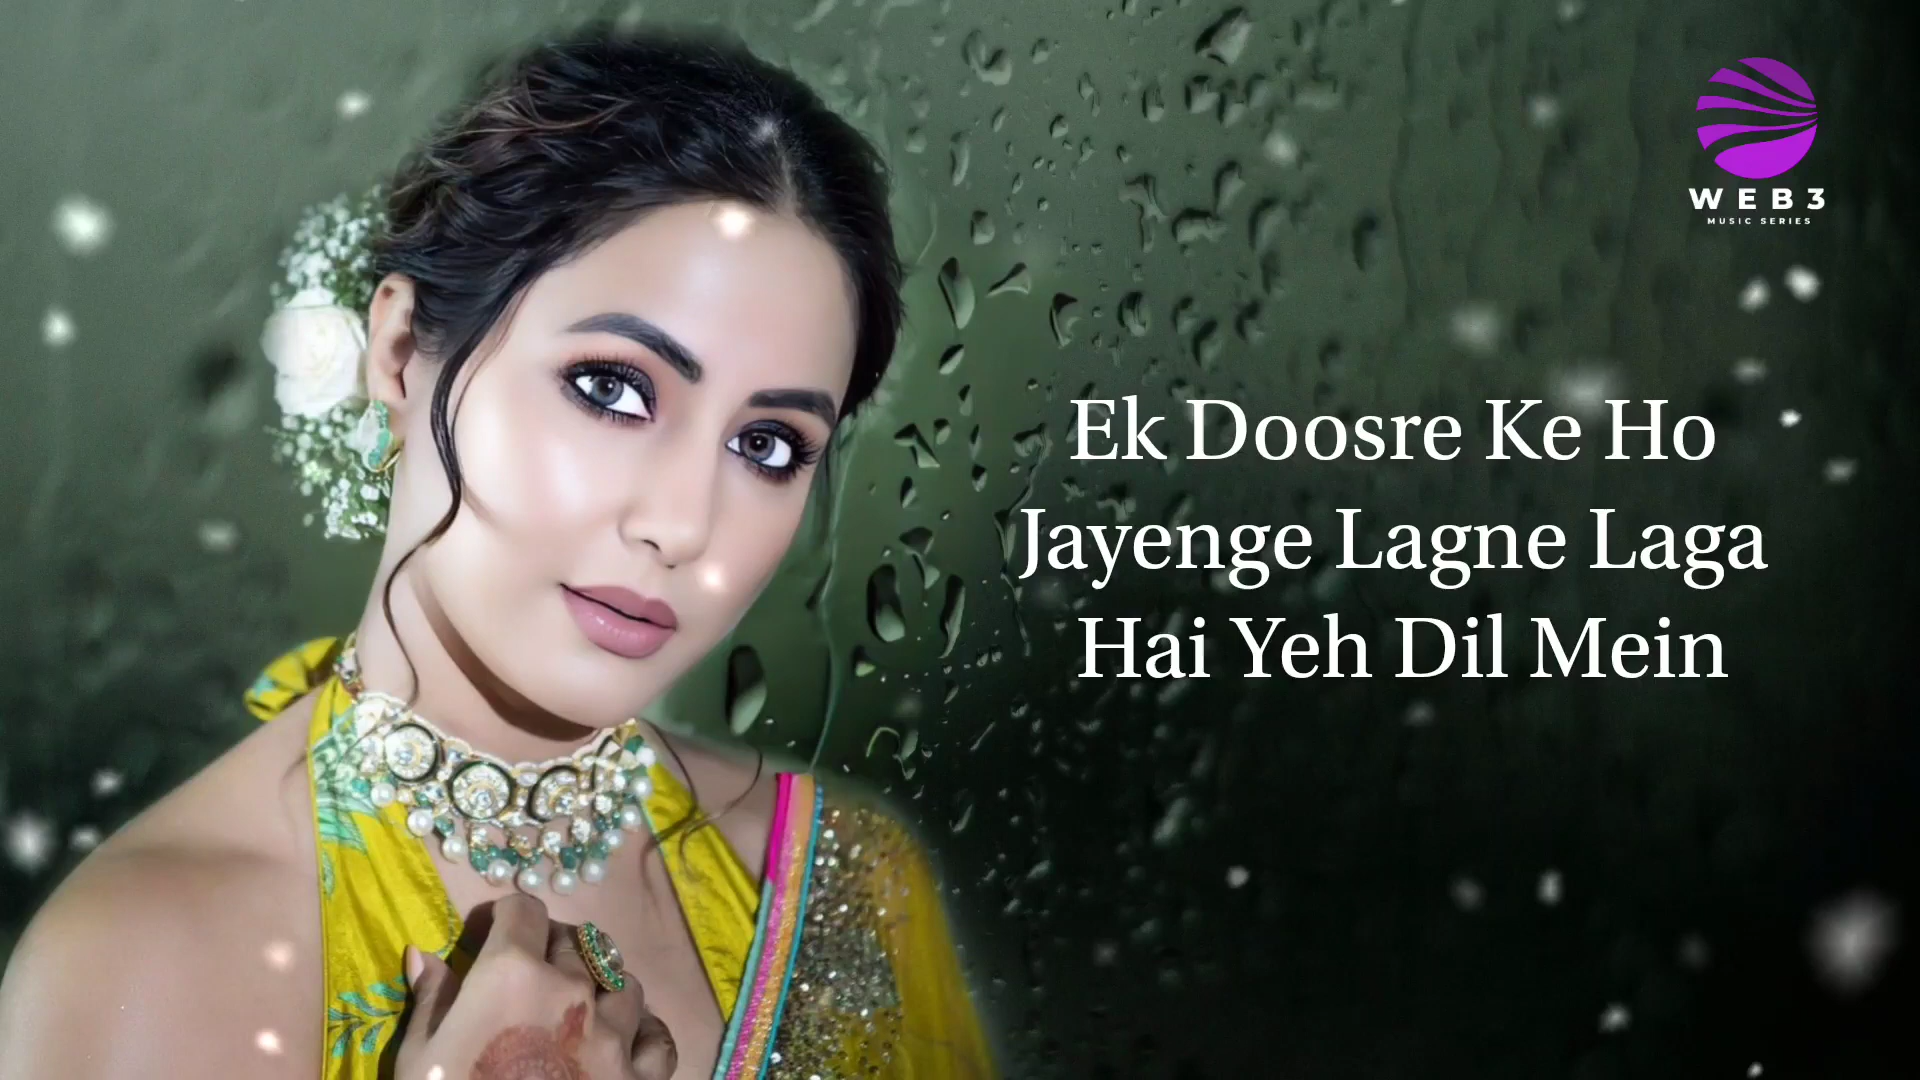 WEB3
MUSIC SERIES
Ek Doosre Ke Ho
Jayenge Lagne Laga
Hai Yeh Dil Mein